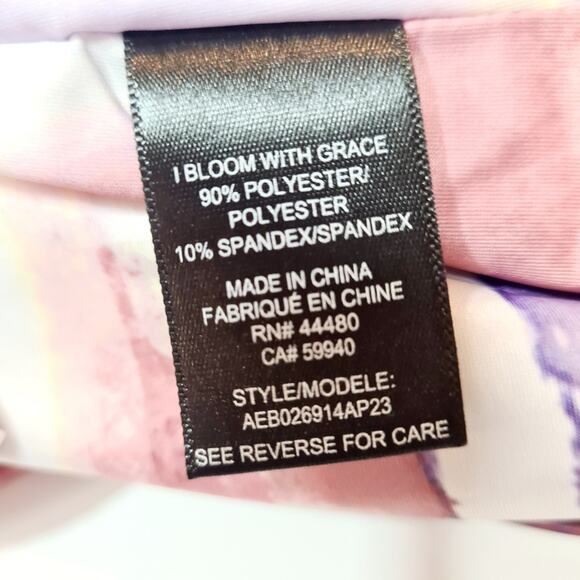 I BLOOM WITH GRACE
90% POLYESTER/
POLYESTER
10% SPANDEX/SPANDEX
MADE IN CHINA
FABRIQUÉ EN CHINE
RN# 44480
CA# 59940
STYLE/MODELE:
AEB026914AP23
SEE REVERSE FOR CARE